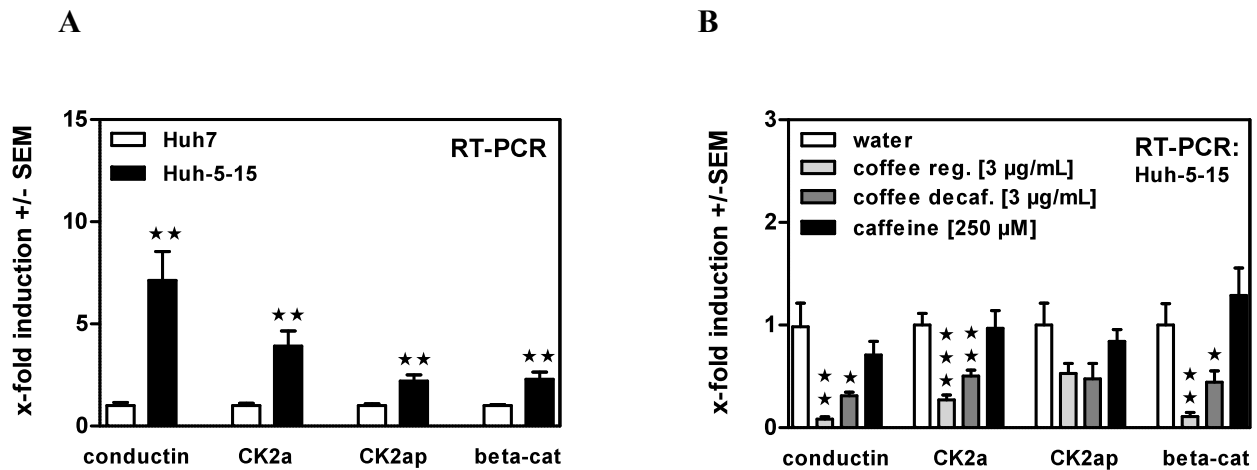 A
x-fold induction +/- SEM
15
10
5
0
Huh7
Huh-5-15
RT-PCR
★★
★★
★★
★★
conductin
CK2a
CK2ap
beta-cat
B
x-fold induction +/-SEM
3
2
1
0
water
coffee reg. [3 µg/mL]
coffee decaf. [3 µg/mL]
caffeine [250 µM]
RT-PCR:
Huh-5-15
★★
★
★★★
★★
★★
★
conductin
CK2a
CK2ap
beta-cat